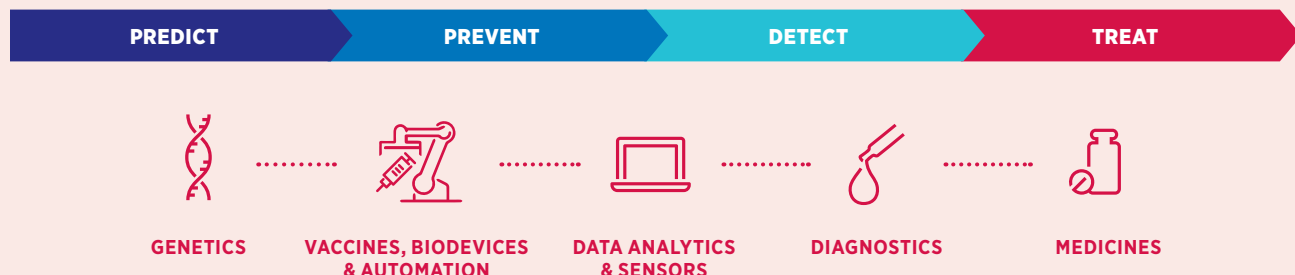 PREDICT
PREVENT
DETECT
TREAT
GENETICS
VACCINES, BIODEVICES
& AUTOMATION
DATA ANALYTICS
& SENSORS
DIAGNOSTICS
MEDICINES